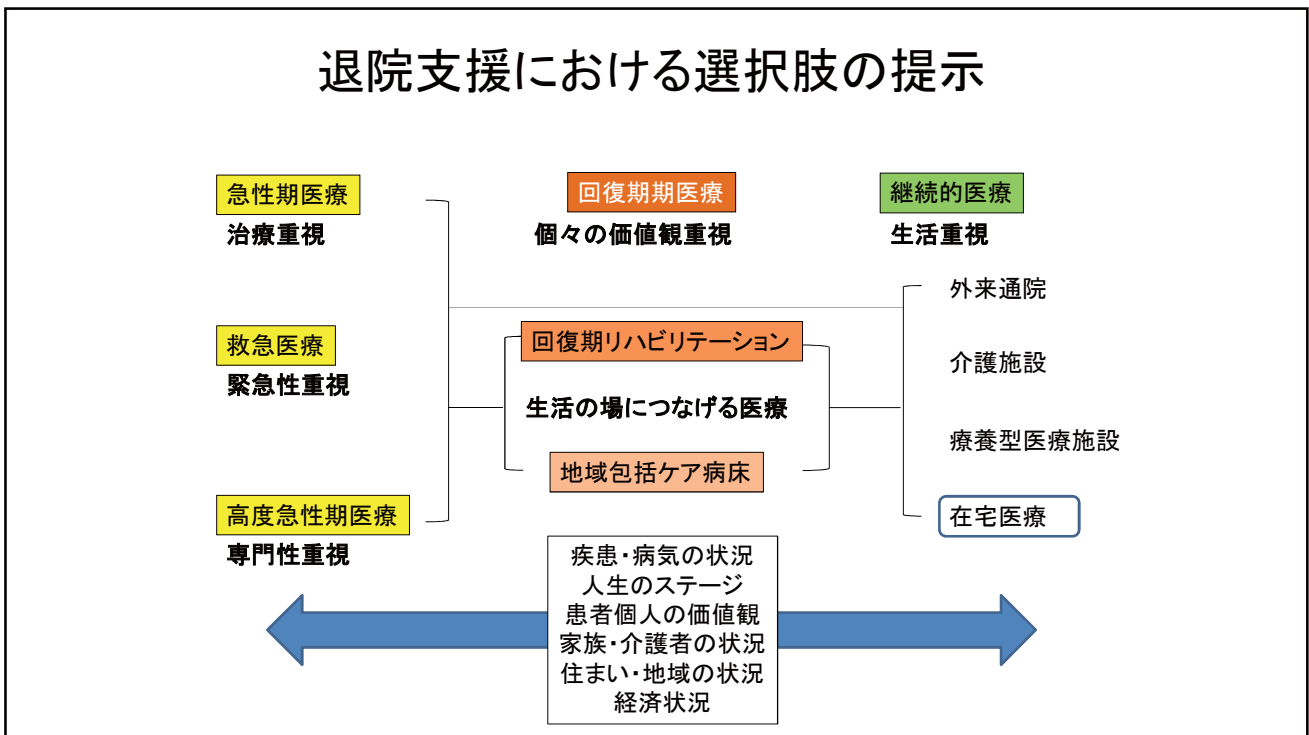 退院支援における選択肢の提示
急性期医療
治療重視
回復期期医療
個々の価値観重視
継続的医療
生活重視
救急医療
緊急性重視
高度急性期医療
専門性重視
回復期リハビリテーション
生活の場につなげる医療
地域包括ケア病床
外来通院
介護施設
療養型医療施設
在宅医療
疾患・病気の状況
人生のステージ
患者個人の価値観
家族・介護者の状況
住まい・地域の状況
経済状況